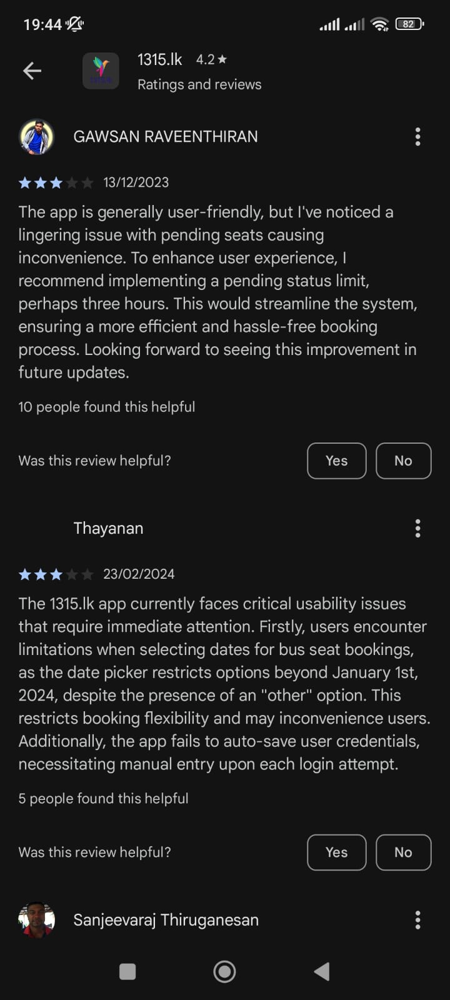 19:44
82
1315.lk 4.2★
Ratings and reviews
GAWSAN RAVEENTHIRAN
13/12/2023
The app is generally user-friendly, but I've noticed a
lingering issue with pending seats causing
inconvenience. To enhance user experience, I
recommend implementing a pending status limit,
perhaps three hours. This would streamline the system,
ensuring a more efficient and hassle-free booking
process. Looking forward to seeing this improvement in
future updates.
10 people found this helpful
Was this review helpful? Yes No
Thayanan
23/02/2024
The 1315.lk app currently faces critical usability issues
that require immediate attention. Firstly, users encounter
limitations when selecting dates for bus seat bookings,
as the date picker restricts options beyond January 1st,
2024, despite the presence of an "other" option. This
restricts booking flexibility and may inconvenience users.
Additionally, the app fails to auto-save user credentials,
necessitating manual entry upon each login attempt.
5 people found this helpful
Was this review helpful? Yes No
Sanjeevaraj Thiruganesan